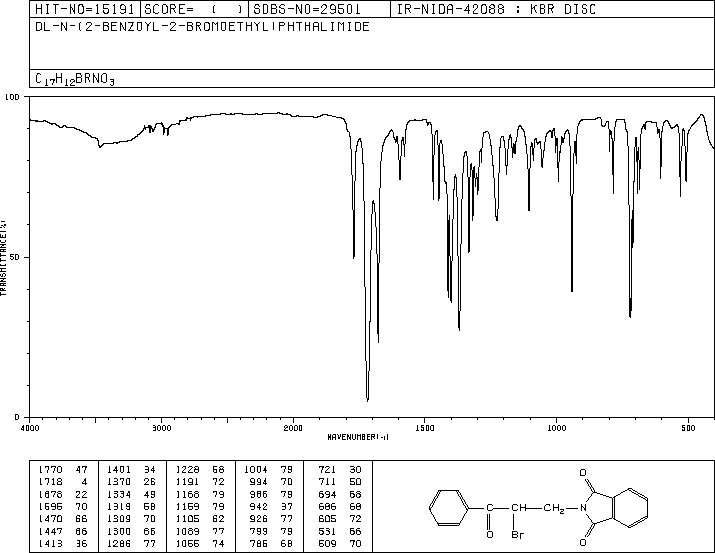 HIT-NO=15191 SCORE= ( ) SDBS-NO=29501 IR-NIDA-42088 : KBR DISC
DL-N-(2-BENZOYL-2-BROMOETHYL)PHTHALIMIDE
C17H12BRNO3
100
50
0
TRANSMITTANCE(%)
4000 3000 2000 1500 1000 500
WAVENUMBER(-1)
1770 47 1401 34 1228 58 1004 79 721 30
1718 4 1370 26 1191 72 994 70 711 50
1678 22 1334 49 1168 79 986 79 694 68
1595 70 1319 58 1159 79 942 37 686 68
1470 66 1309 70 1105 62 926 77 605 72
1447 66 1300 66 1089 77 799 79 531 66
1413 36 1286 77 1055 74 786 68 509 70
O
C-CH-CH2-N
O Br
O